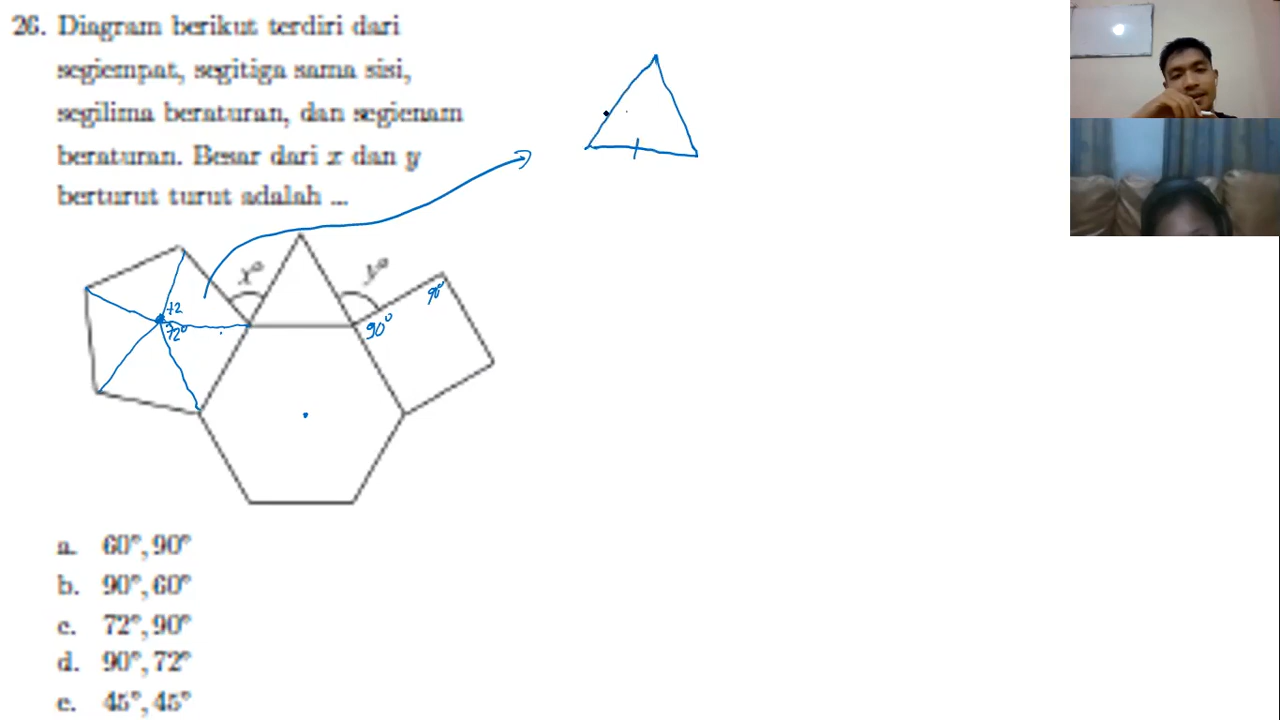 26. Diagram berikut terdiri dari
segiempat, segitiga sama sisi,
segilima beraturan, dan segienam
beraturan. Besar dari x dan y
berturut turut adalah ...
x° y°
90°
72
72° 90°
a. 60°, 90°
b. 90°, 60°
c. 72°, 90°
d. 90°, 72°
e. 45°, 45°